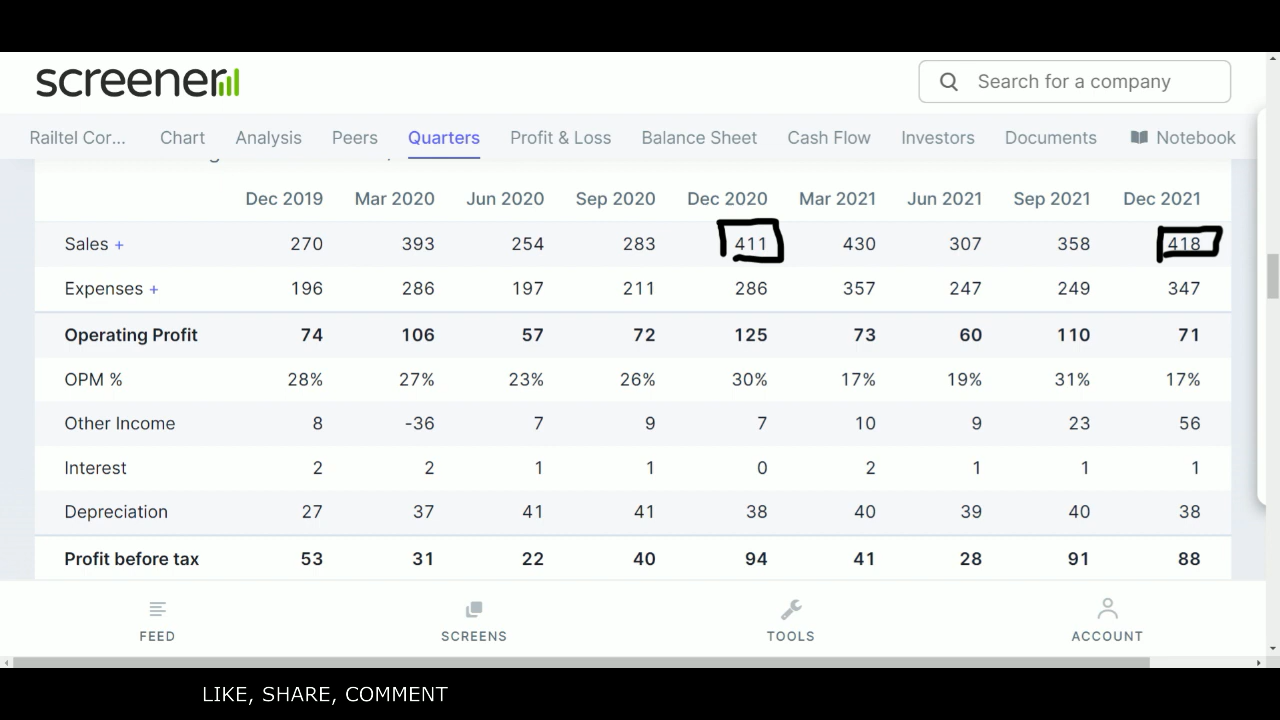 screener
Search for a company
Railtel Cor... Chart Analysis Peers Quarters Profit & Loss Balance Sheet Cash Flow Investors Documents Notebook
Dec 2019 Mar 2020 Jun 2020 Sep 2020 Dec 2020 Mar 2021 Jun 2021 Sep 2021 Dec 2021
Sales + 270 393 254 283 411 430 307 358 418
Expenses + 196 286 197 211 286 357 247 249 347
Operating Profit 74 106 57 72 125 73 60 110 71
OPM % 28% 27% 23% 26% 30% 17% 19% 31% 17%
Other Income 8 -36 7 9 7 10 9 23 56
Interest 2 2 1 1 0 2 1 1 1
Depreciation 27 37 41 41 38 40 39 40 38
Profit before tax 53 31 22 40 94 41 28 91 88
FEED SCREENS TOOLS ACCOUNT
LIKE, SHARE, COMMENT